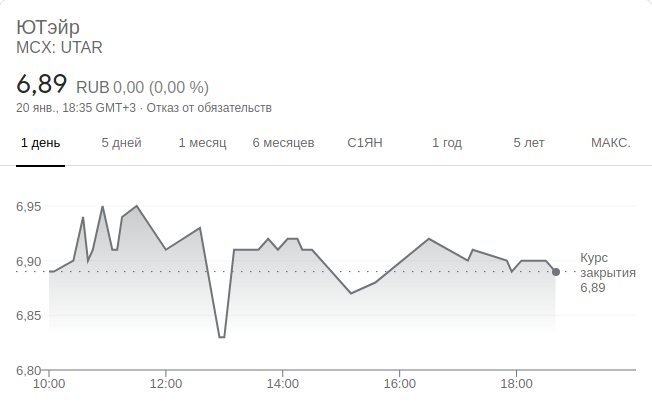 ЮТэйр
MCX: UTAR
6,89 RUB 0,00 (0,00 %)
20 янв., 18:35 GMT+3 · Отказ от обязательств
1 день 5 дней 1 месяц 6 месяцев С1ЯН 1 год 5 лет МАКС.
6,95
6,90
6,85
6,80
Курс
закрытия
6,89
10:00 12:00 14:00 16:00 18:00